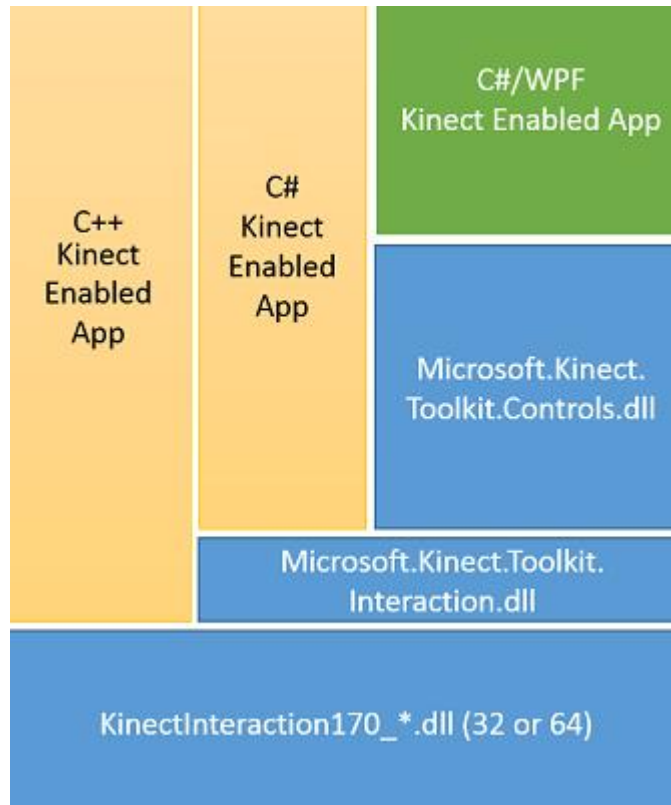 C++
Kinect
Enabled
App
C#
Kinect
Enabled
App
C#/WPF
Kinect Enabled App
Microsoft.Kinect.
Toolkit.Controls.dll
Microsoft.Kinect.Toolkit.
Interaction.dll
KinectInteraction170_*.dll (32 or 64)